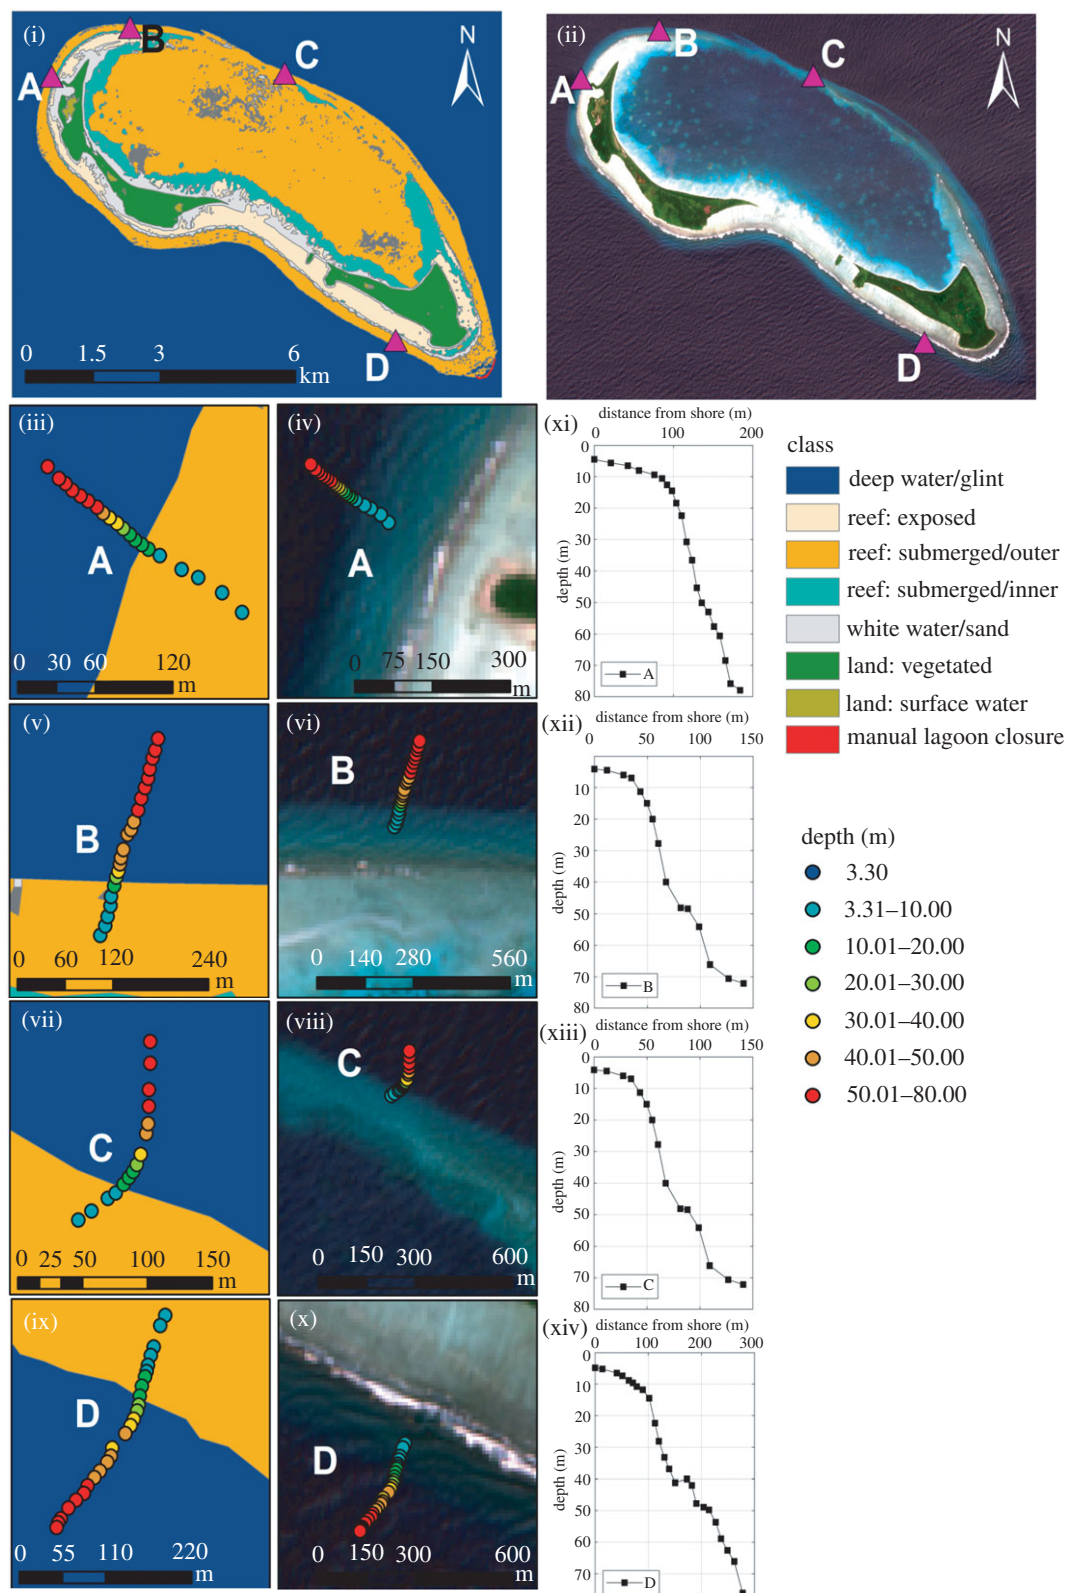 (i)
B
C
A
D
N
0 1.5 3 6
km
(ii)
B
C
A
D
N
(iii)
A
0 30 60 120
m
(iv)
A
0 75 150 300
m
(xi)
distance from shore (m)
0 100 200
0
10
20
30
40
50
60
70
80
depth (m)
A
class
deep water/glint
reef: exposed
reef: submerged/outer
reef: submerged/inner
white water/sand
land: vegetated
land: surface water
manual lagoon closure
(v)
B
0 60 120 240
m
(vi)
B
0 140 280 560
m
(xii)
distance from shore (m)
0 50 100 150
0
10
20
30
40
50
60
70
80
depth (m)
B
depth (m)
3.30
3.31–10.00
10.01–20.00
20.01–30.00
30.01–40.00
40.01–50.00
50.01–80.00
(vii)
C
0 25 50 100 150
m
(viii)
C
0 150 300 600
m
(xiii)
distance from shore (m)
0 50 100 150
0
10
20
30
40
50
60
70
80
depth (m)
C
(ix)
D
0 55 110 220
m
(x)
D
0 150 300 600
m
(xiv)
distance from shore (m)
0 100 200 300
0
10
20
30
40
50
60
70
depth (m)
D